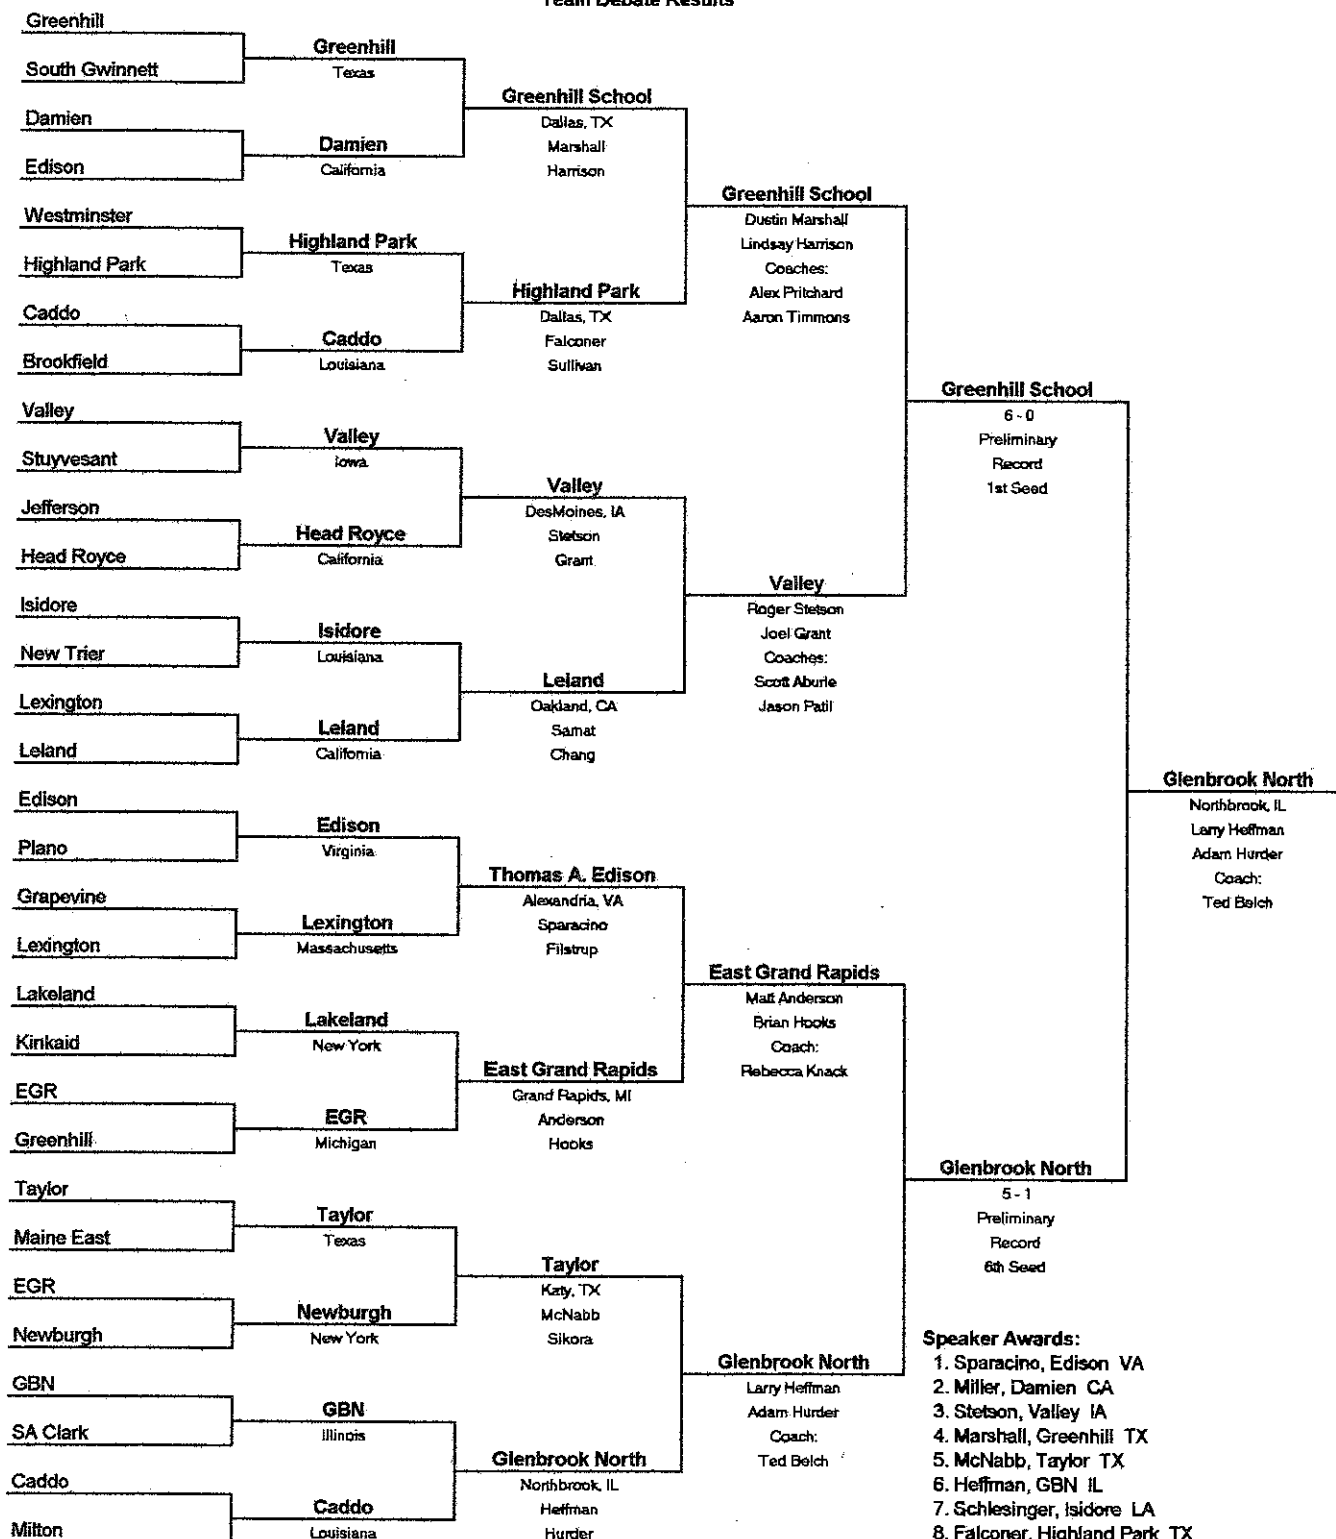 Team Debate Results
Greenhill
South Gwinnett
Damien
Edison
Westminster
Highland Park
Caddo
Brookfield
Valley
Stuyvesant
Jefferson
Head Royce
Isidore
New Trier
Lexington
Leland
Edison
Plano
Grapevine
Lexington
Lakeland
Kinkaid
EGR
Greenhill
Taylor
Maine East
EGR
Newburgh
GBN
SA Clark
Caddo
Milton
Greenhill
Texas
Damien
California
Highland Park
Texas
Caddo
Louisiana
Valley
Iowa
Head Royce
California
Isidore
Louisiana
Leland
California
Edison
Virginia
Lexington
Massachusetts
Lakeland
New York
EGR
Michigan
Taylor
Texas
Newburgh
New York
GBN
Illinois
Caddo
Louisiana
Greenhill School
Dallas, TX
Marshall
Harrison
Highland Park
Dallas, TX
Falconer
Sullivan
Valley
DesMoines, IA
Stetson
Grant
Leland
Oakland, CA
Samat
Chang
Thomas A. Edison
Alexandria, VA
Sparacino
Filstrup
East Grand Rapids
Grand Rapids, MI
Anderson
Hooks
Taylor
Katy, TX
McNabb
Sikora
Glenbrook North
Northbrook, IL
Heffman
Hurder
Greenhill School
Dustin Marshall
Lindsay Harrison
Coaches:
Alex Pritchard
Aaron Timmons
Valley
Roger Stetson
Joel Grant
Coaches:
Scott Aburle
Jason Patil
East Grand Rapids
Matt Anderson
Brian Hooks
Coach:
Rebecca Knack
Glenbrook North
Larry Heffman
Adam Hurder
Coach:
Ted Belch
Greenhill School
6 - 0
Preliminary
Record
1st Seed
Glenbrook North
5 - 1
Preliminary
Record
6th Seed
Glenbrook North
Northbrook, IL
Larry Heffman
Adam Hurder
Coach:
Ted Belch
Speaker Awards:
1. Sparacino, Edison VA
2. Miller, Damien CA
3. Stetson, Valley IA
4. Marshall, Greenhill TX
5. McNabb, Taylor TX
6. Heffman, GBN IL
7. Schlesinger, Isidore LA
8. Falconer, Highland Park TX